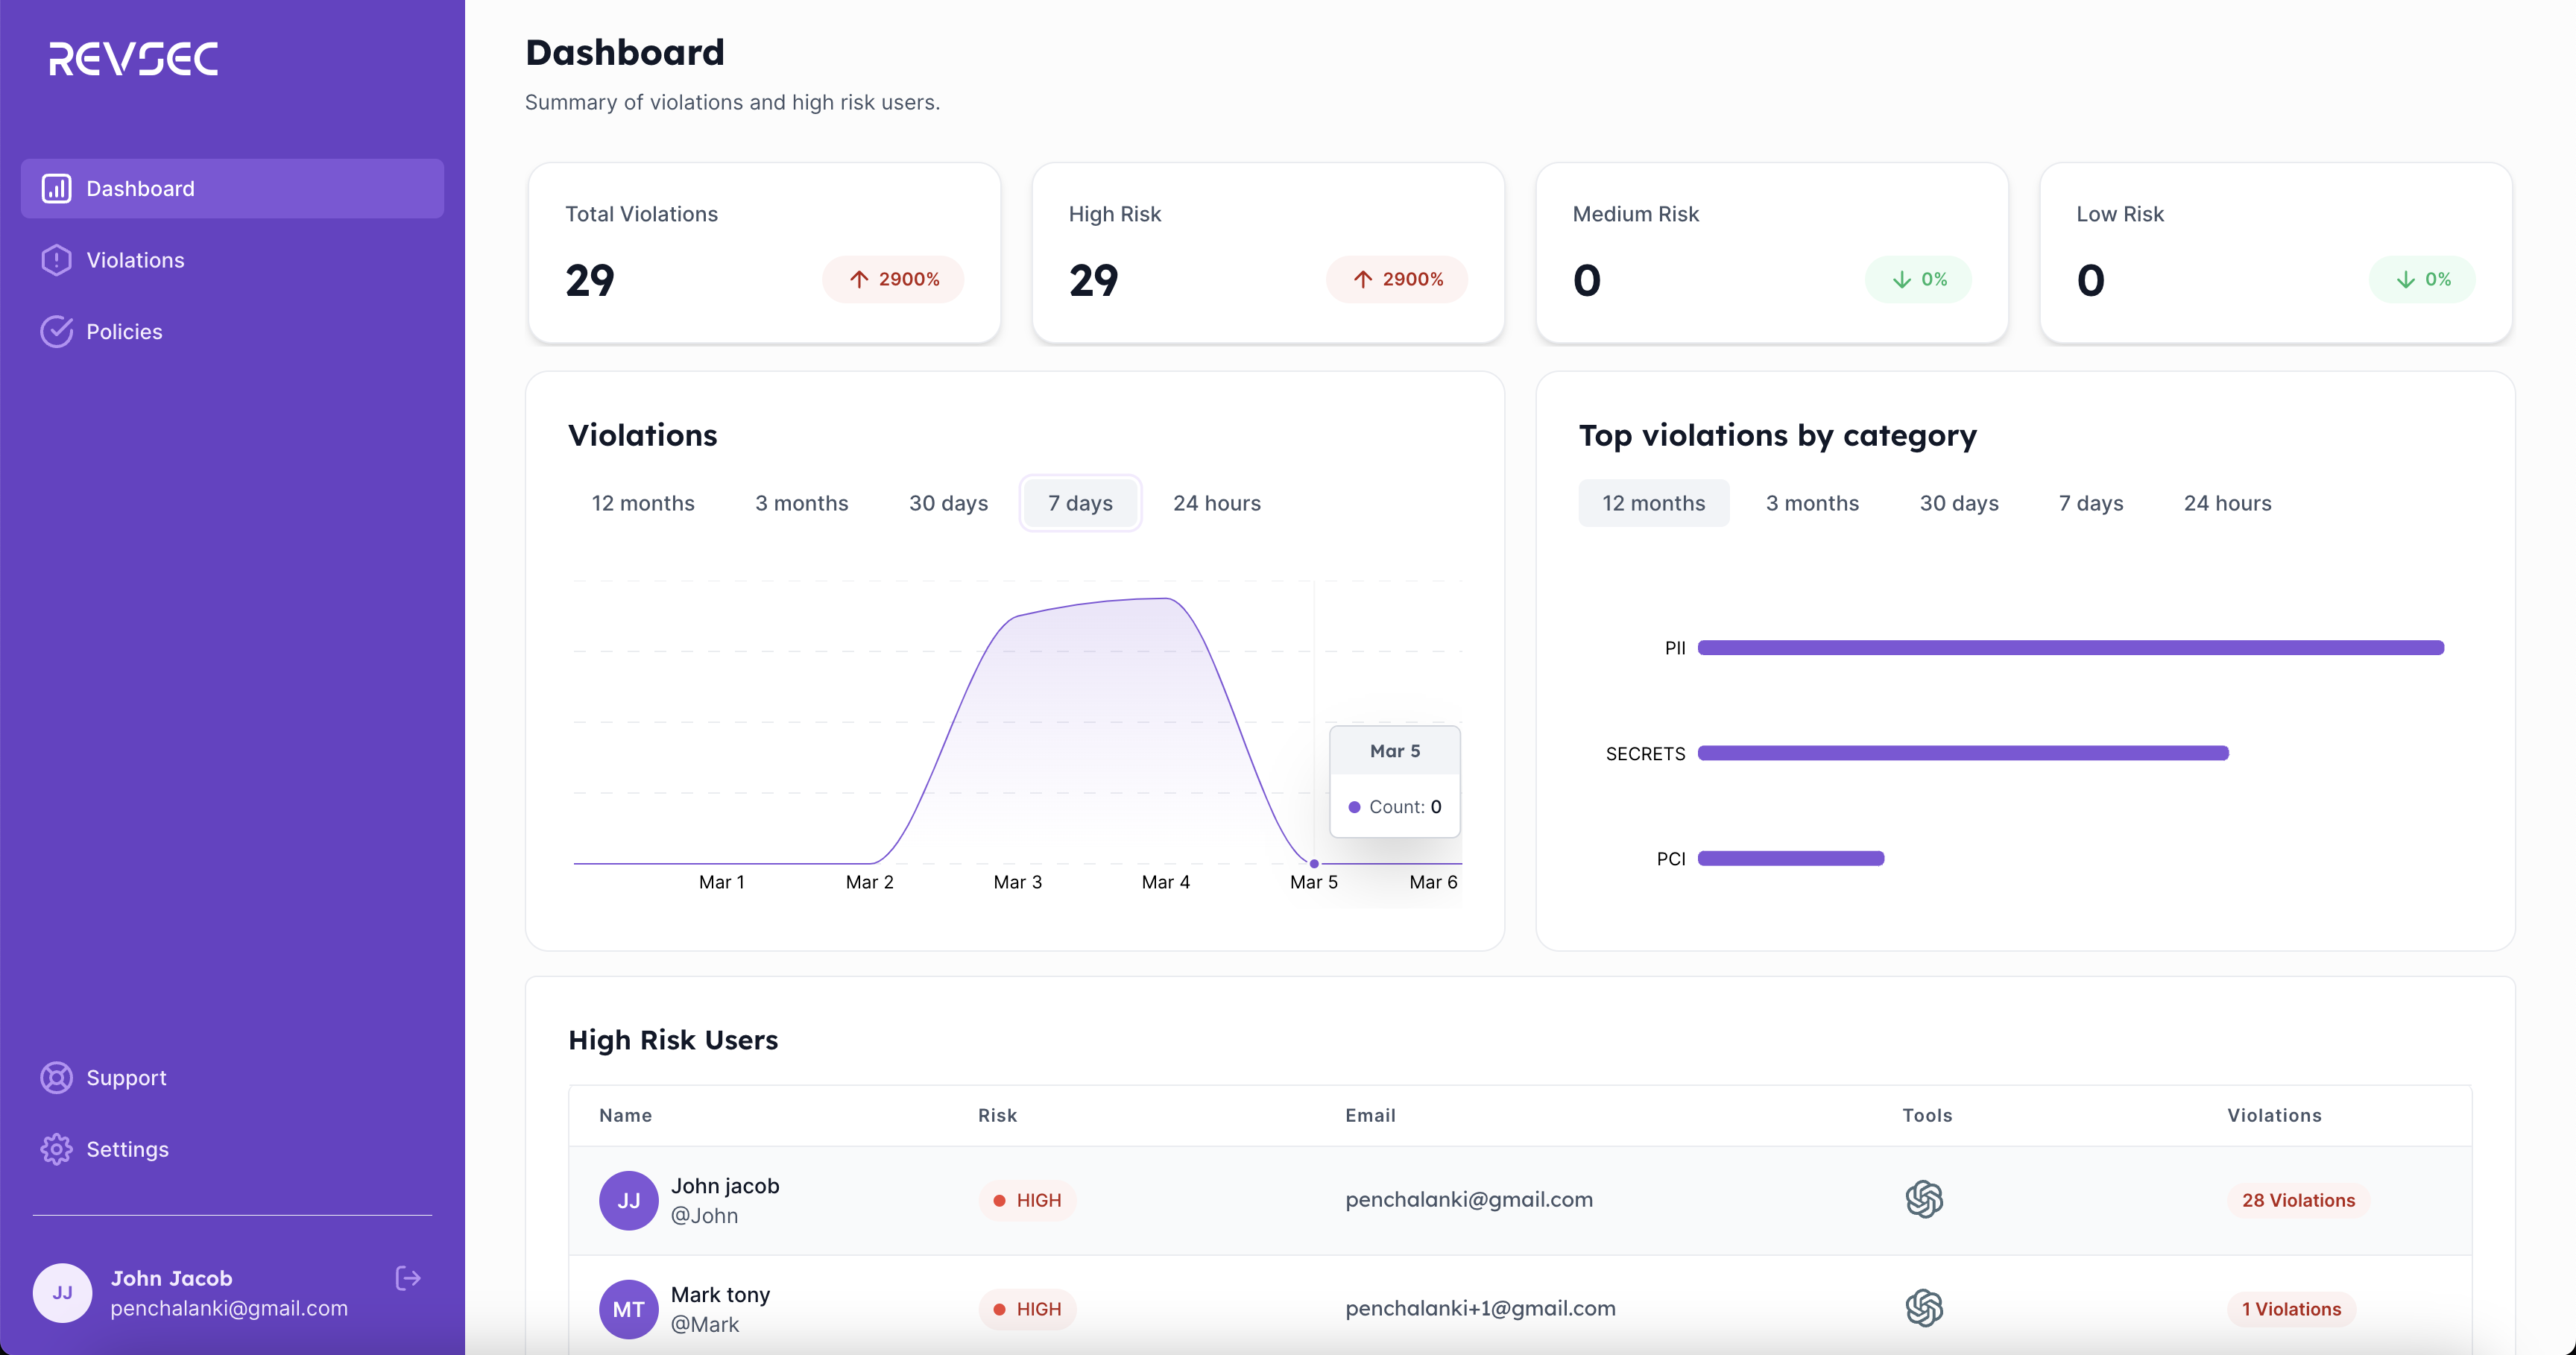 REVSEC
Dashboard
Violations
Policies
Support
Settings
JJ
John Jacob
penchalanki@gmail.com
Dashboard
Summary of violations and high risk users.
Total Violations
29
2900%
High Risk
29
2900%
Medium Risk
0
0%
Low Risk
0
0%
Violations
12 months 3 months 30 days 7 days 24 hours
Mar 5
Count: 0
Mar 1 Mar 2 Mar 3 Mar 4 Mar 5 Mar 6
Top violations by category
12 months 3 months 30 days 7 days 24 hours
PII
SECRETS
PCI
High Risk Users
Name Risk Email Tools Violations
JJ John jacob HIGH penchalanki@gmail.com 28 Violations
@John
MT Mark tony HIGH penchalanki+1@gmail.com 1 Violations
@Mark